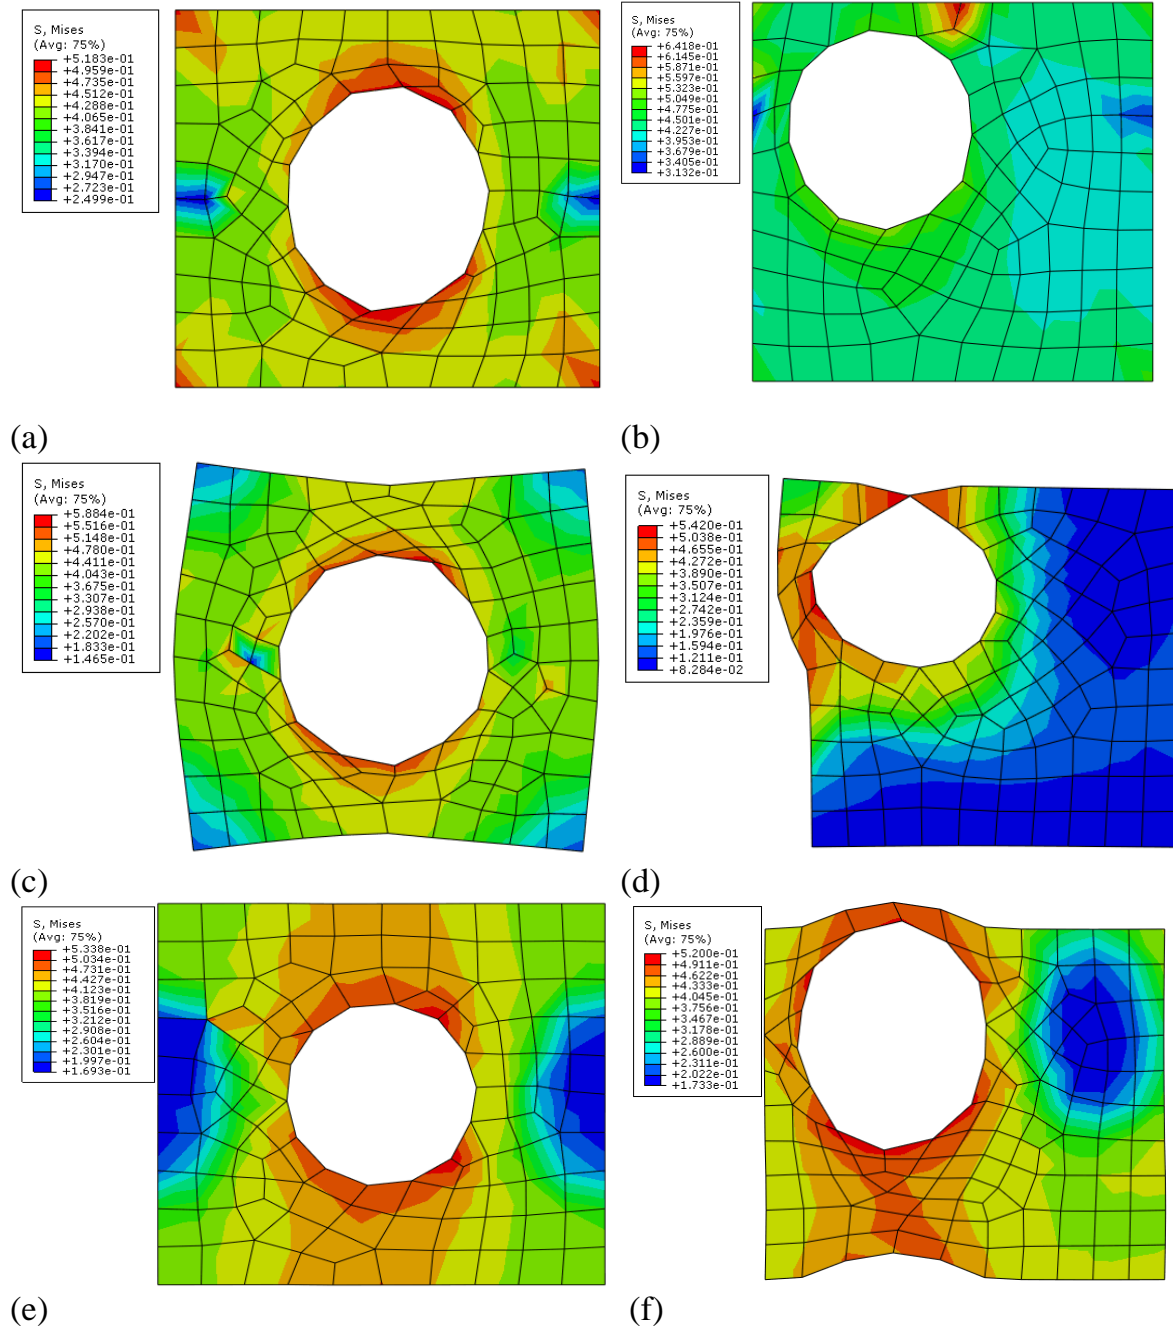 S, Mises
(Avg: 75%)
+5.183e-01
+4.959e-01
+4.735e-01
+4.512e-01
+4.288e-01
+4.065e-01
+3.841e-01
+3.617e-01
+3.394e-01
+3.170e-01
+2.947e-01
+2.723e-01
+2.499e-01
(a)
S, Mises
(Avg: 75%)
+6.418e-01
+6.145e-01
+5.871e-01
+5.597e-01
+5.323e-01
+5.049e-01
+4.775e-01
+4.501e-01
+4.227e-01
+3.953e-01
+3.679e-01
+3.405e-01
+3.132e-01
(b)
S, Mises
(Avg: 75%)
+5.884e-01
+5.516e-01
+5.148e-01
+4.780e-01
+4.411e-01
+4.043e-01
+3.675e-01
+3.307e-01
+2.938e-01
+2.570e-01
+2.202e-01
+1.833e-01
+1.465e-01
(c)
S, Mises
(Avg: 75%)
+5.420e-01
+5.038e-01
+4.655e-01
+4.272e-01
+3.890e-01
+3.507e-01
+3.124e-01
+2.742e-01
+2.359e-01
+1.976e-01
+1.594e-01
+1.211e-01
+8.284e-02
(d)
S, Mises
(Avg: 75%)
+5.338e-01
+5.034e-01
+4.731e-01
+4.427e-01
+4.123e-01
+3.819e-01
+3.516e-01
+3.212e-01
+2.908e-01
+2.604e-01
+2.301e-01
+1.997e-01
+1.693e-01
(e)
S, Mises
(Avg: 75%)
+5.200e-01
+4.911e-01
+4.622e-01
+4.333e-01
+4.045e-01
+3.756e-01
+3.467e-01
+3.178e-01
+2.889e-01
+2.600e-01
+2.311e-01
+2.022e-01
+1.733e-01
(f)